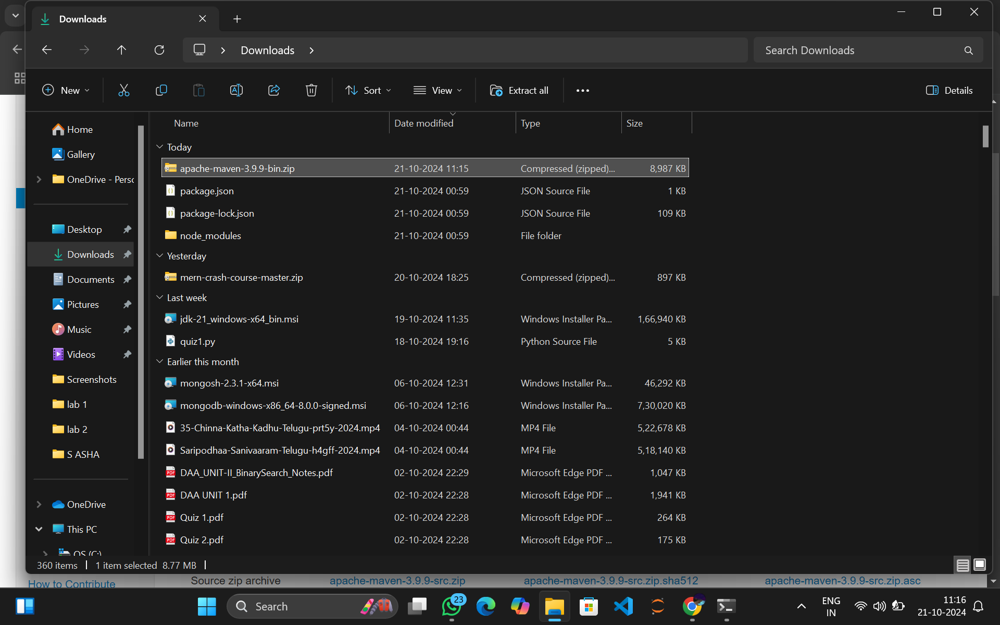 Downloads
Downloads
Search Downloads
New
Sort
View
Extract all
Details
Name Date modified Type Size
Home
Gallery
OneDrive - Persc
Desktop
Downloads
Documents
Pictures
Music
Videos
Screenshots
lab 1
lab 2
S ASHA
OneDrive
This PC
OS (C:)
Today
apache-maven-3.9.9-bin.zip 21-10-2024 11:15 Compressed (zipped)... 8,987 KB
package.json 21-10-2024 00:59 JSON Source File 1 KB
package-lock.json 21-10-2024 00:59 JSON Source File 109 KB
node_modules 21-10-2024 00:59 File folder
Yesterday
mern-crash-course-master.zip 20-10-2024 18:25 Compressed (zipped)... 897 KB
Last week
jdk-21_windows-x64_bin.msi 19-10-2024 11:35 Windows Installer Pa... 1,66,940 KB
quiz1.py 18-10-2024 19:16 Python Source File 5 KB
Earlier this month
mongosh-2.3.1-x64.msi 06-10-2024 12:31 Windows Installer Pa... 46,292 KB
mongodb-windows-x86_64-8.0.0-signed.msi 06-10-2024 12:16 Windows Installer Pa... 7,30,020 KB
35-Chinna-Katha-Kadhu-Telugu-prt5y-2024.mp4 04-10-2024 00:44 MP4 File 5,22,678 KB
Saripodhaa-Sanivaaram-Telugu-h4gff-2024.mp4 04-10-2024 00:44 MP4 File 5,18,140 KB
DAA_UNIT-II_BinarySearch_Notes.pdf 02-10-2024 22:29 Microsoft Edge PDF ... 1,047 KB
DAA UNIT 1.pdf 02-10-2024 22:28 Microsoft Edge PDF ... 1,941 KB
Quiz 1.pdf 02-10-2024 22:28 Microsoft Edge PDF ... 264 KB
Quiz 2.pdf 02-10-2024 22:28 Microsoft Edge PDF ... 175 KB
360 items 1 item selected 8.77 MB
How to Contribute
Source zip archive apache-maven-3.9.9-src.zip apache-maven-3.9.9-src.zip.sha512 apache-maven-3.9.9-src.zip.asc
Search
23
ENG
IN
11:16
21-10-2024